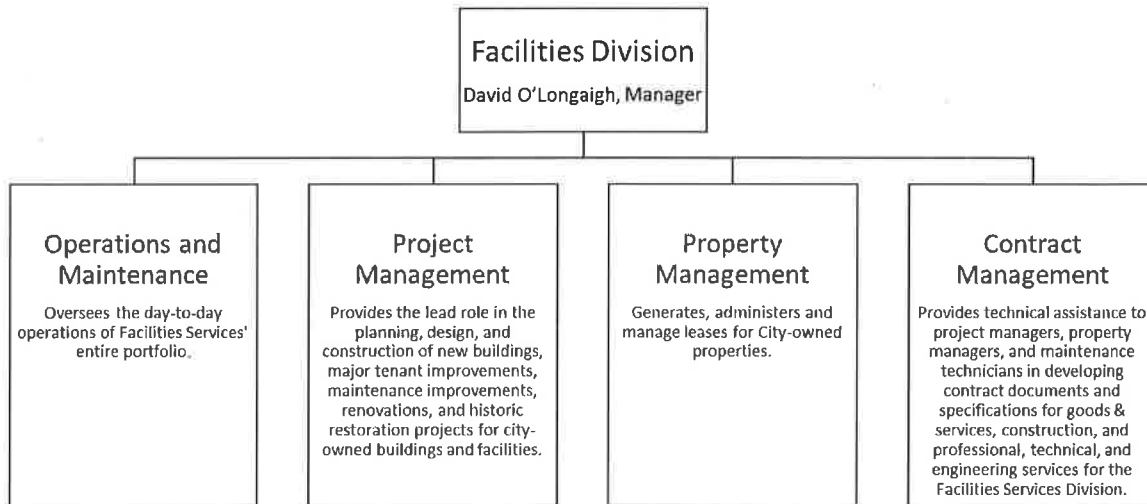 Facilities Division
David O'Longaigh, Manager
Operations and
Maintenance
Oversees the day-to-day
operations of Facilities Services'
entire portfolio.
Project
Management
Provides the lead role in the
planning, design, and
construction of new buildings,
major tenant improvements,
maintenance improvements,
renovations, and historic
restoration projects for city-
owned buildings and facilities.
Property
Management
Generates, administers and
manage leases for City-owned
properties.
Contract
Management
Provides technical assistance to
project managers, property
managers, and maintenance
technicians in developing
contract documents and
specifications for goods &
services, construction, and
professional, technical, and
engineering services for the
Facilities Services Division.